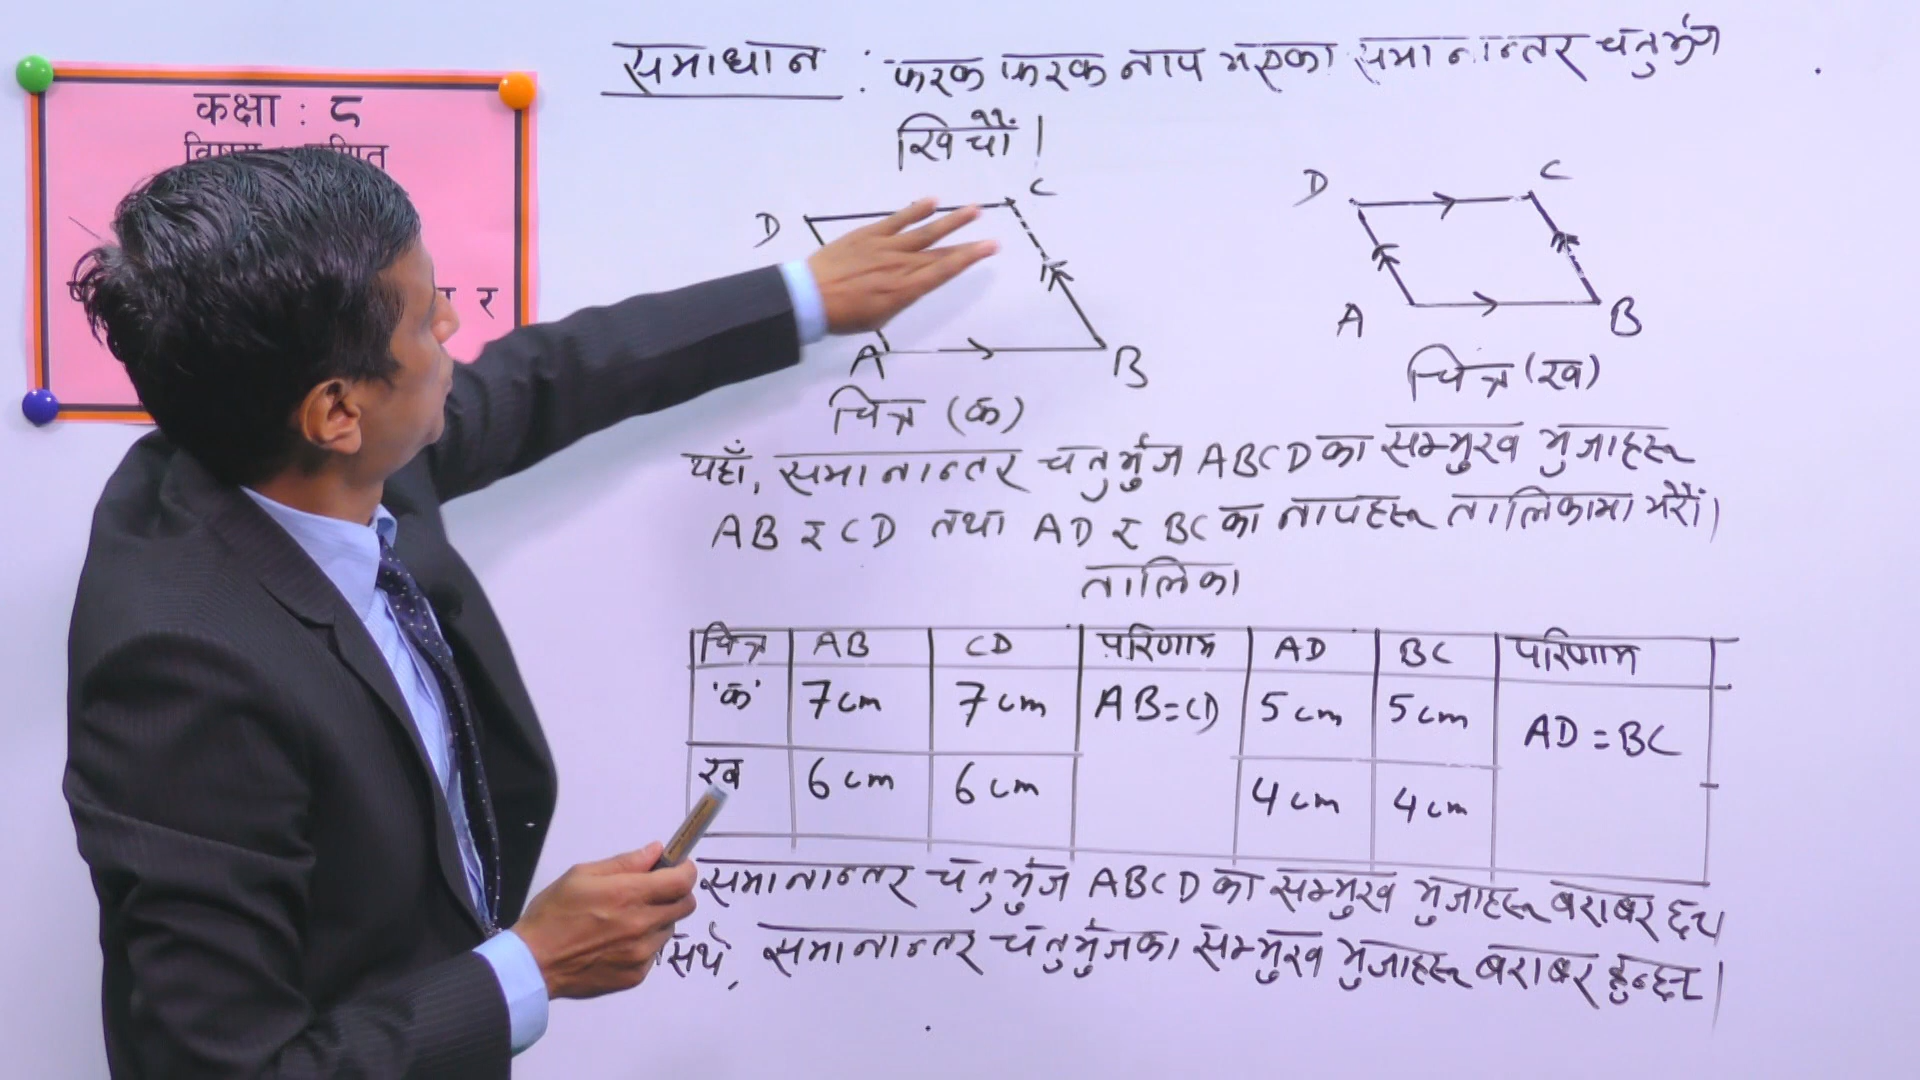 कक्षा : ८
र
समाधान : फरक फरक नाप भएका समानान्तर चतुर्भुज
खिचौं ।
D C
A B
चित्र (क)
D C
A B
चित्र (ख)
यहाँ, समानान्तर चतुर्भुज ABCD का सम्मुख भुजाहरू
AB र CD तथा AD र BC का नापहरू तालिकामा भरौं।
तालिका
चित्र AB CD परिणाम AD BC परिणाम
'क' 7cm 7cm AB=CD 5cm 5cm AD=BC
ख 6cm 6cm 4cm 4cm
समानान्तर चतुर्भुज ABCD का सम्मुख भुजाहरू बराबर छन्
समानान्तर चतुर्भुजका सम्मुख भुजाहरू बराबर हुन्छन् ।